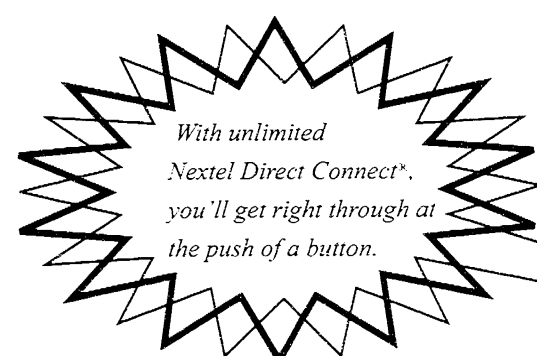 With unlimited
Nextel Direct Connect*,
you'll get right through at
the push of a button.